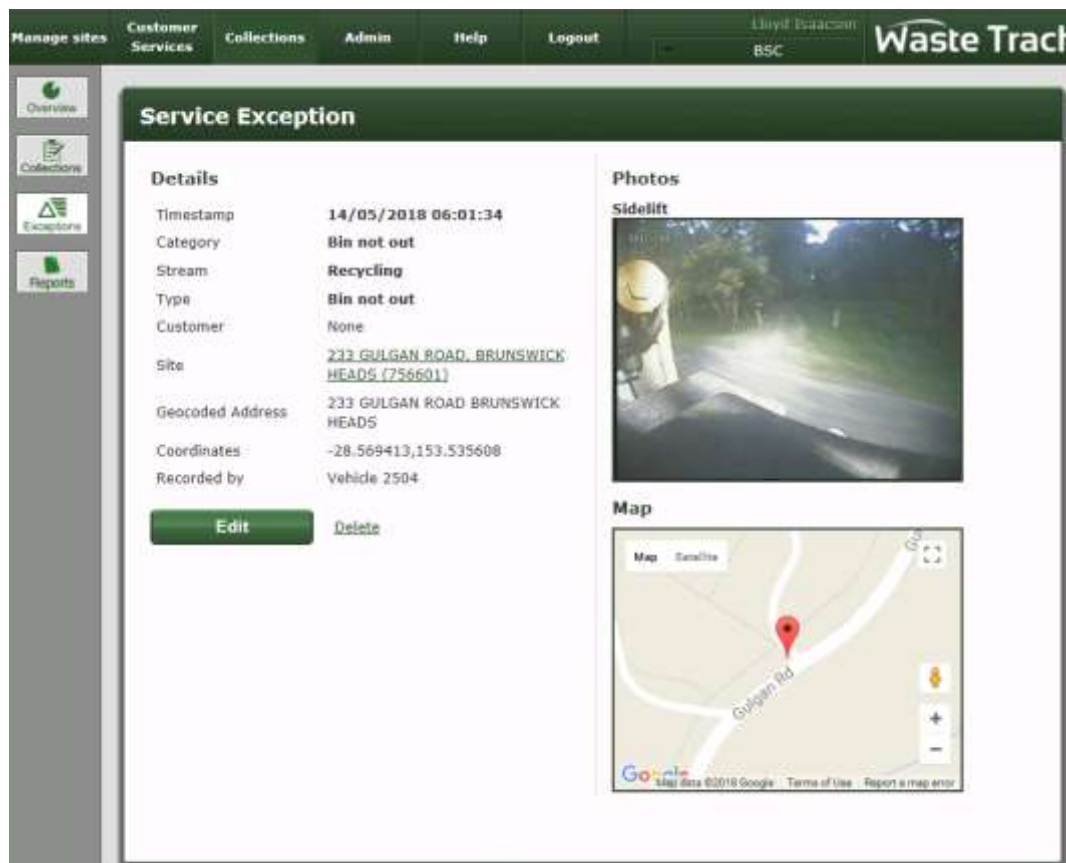 Manage sites
Customer
Services
Collections
Admin
Help
Logout
Lloyd Isaacson
BSC
Waste Trac
Overview
Collections
Exceptions
Reports
Service Exception
Details
Timestamp 14/05/2018 06:01:34
Category Bin not out
Stream Recycling
Type Bin not out
Customer None
Site 233 GULGAN ROAD, BRUNSWICK
HEADS (756601)
Geocoded Address 233 GULGAN ROAD BRUNSWICK
HEADS
Coordinates -28.569413,153.535608
Recorded by Vehicle 2504
Edit Delete
Photos
Sidelift
Map
Map Satellite
Gu
Gulgan Rd
Google
Map data ©2018 Google Terms of Use Report a map error